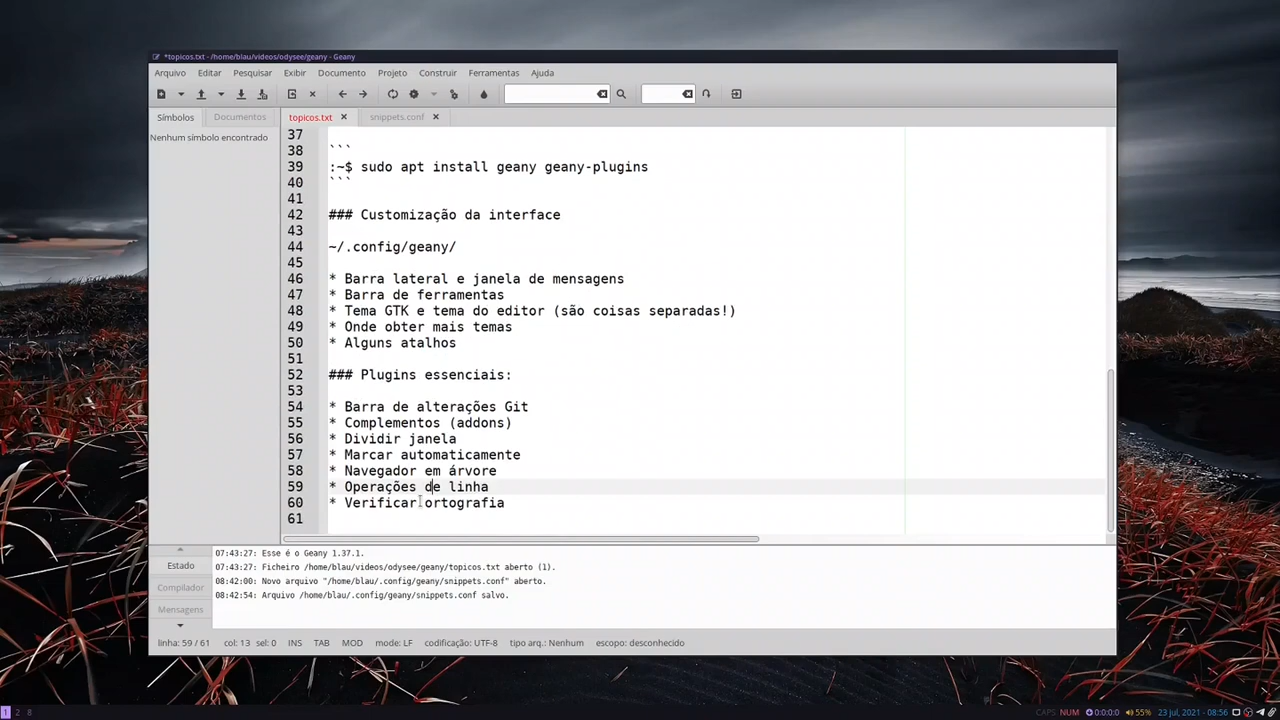 *topicos.txt - /home/blau/videos/odysee/geany - Geany
Arquivo Editar Pesquisar Exibir Documento Projeto Construir Ferramentas Ajuda
Símbolos Documentos topicos.txt snippets.conf
Nenhum símbolo encontrado
37
38 ```
39 :~$ sudo apt install geany geany-plugins
40 ```
41
42 ### Customização da interface
43
44 ~/.config/geany/
45
46 * Barra lateral e janela de mensagens
47 * Barra de ferramentas
48 * Tema GTK e tema do editor (são coisas separadas!)
49 * Onde obter mais temas
50 * Alguns atalhos
51
52 ### Plugins essenciais:
53
54 * Barra de alterações Git
55 * Complementos (addons)
56 * Dividir janela
57 * Marcar automaticamente
58 * Navegador em árvore
59 * Operações de linha
60 * Verificar ortografia
61
Estado
Compilador
Mensagens
07:43:27: Esse é o Geany 1.37.1.
07:43:27: Ficheiro /home/blau/videos/odysee/geany/topicos.txt aberto (1).
08:42:00: Novo arquivo "/home/blau/.config/geany/snippets.conf" aberto.
08:42:54: Arquivo /home/blau/.config/geany/snippets.conf salvo.
linha: 59 / 61 col: 13 sel: 0 INS TAB MOD mode: LF codificação: UTF-8 tipo arq.: Nenhum escopo: desconhecido
1 2 8 CAPS NUM 0:0:0:0 55% 23 jul, 2021 - 08:56